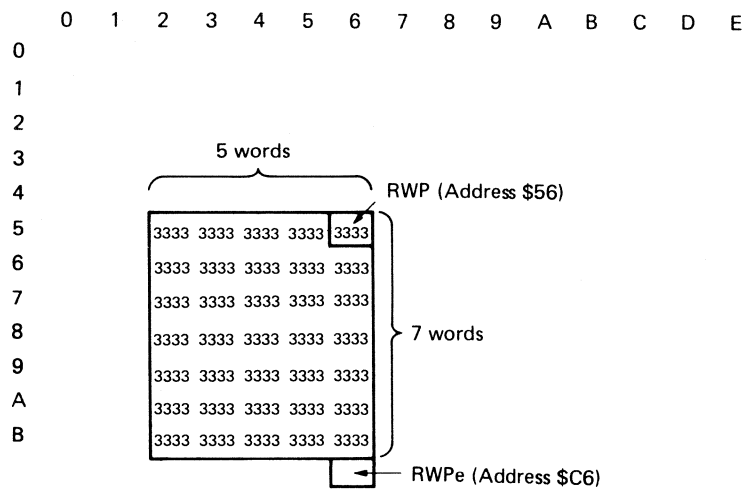 0 1 2 3 4 5 6 7 8 9 A B C D E
0
1
2
3
5 words
4
RWP (Address $56)
5 3333 3333 3333 3333 3333
6 3333 3333 3333 3333 3333
7 3333 3333 3333 3333 3333
8 3333 3333 3333 3333 3333
7 words
9 3333 3333 3333 3333 3333
A 3333 3333 3333 3333 3333
B 3333 3333 3333 3333 3333
RWPe (Address $C6)